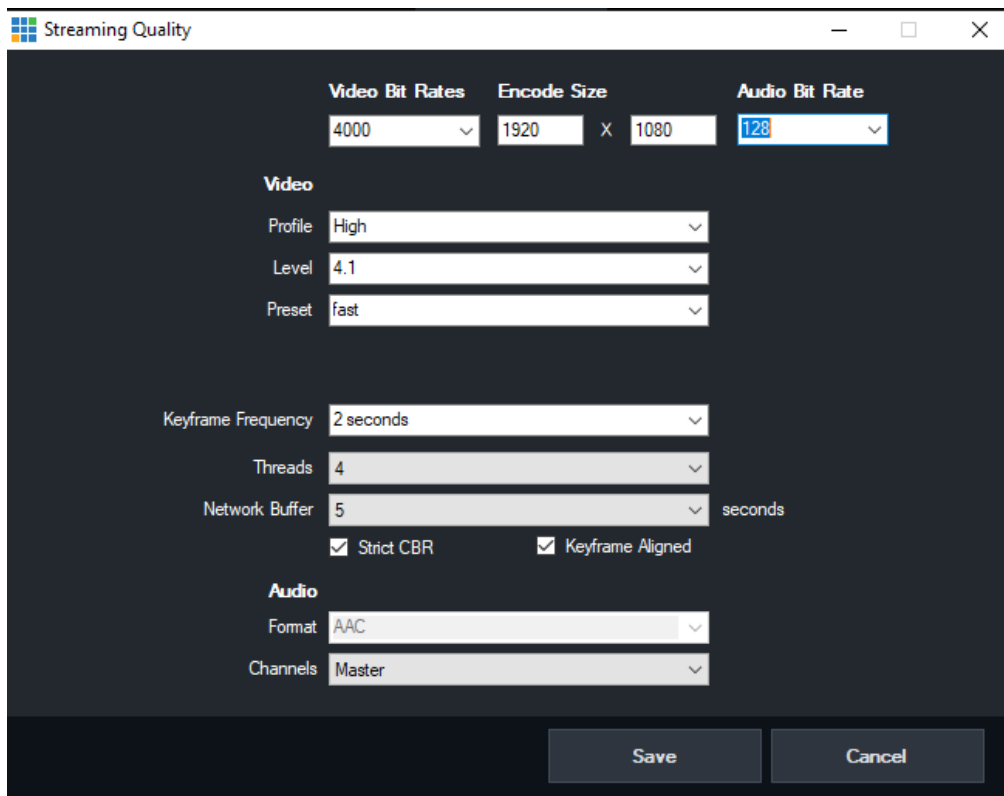 Streaming Quality
Video Bit Rates Encode Size Audio Bit Rate
4000 1920 X 1080 128
Video
Profile High
Level 4.1
Preset fast
Keyframe Frequency 2 seconds
Threads 4
Network Buffer 5 seconds
Strict CBR Keyframe Aligned
Audio
Format AAC
Channels Master
Save Cancel